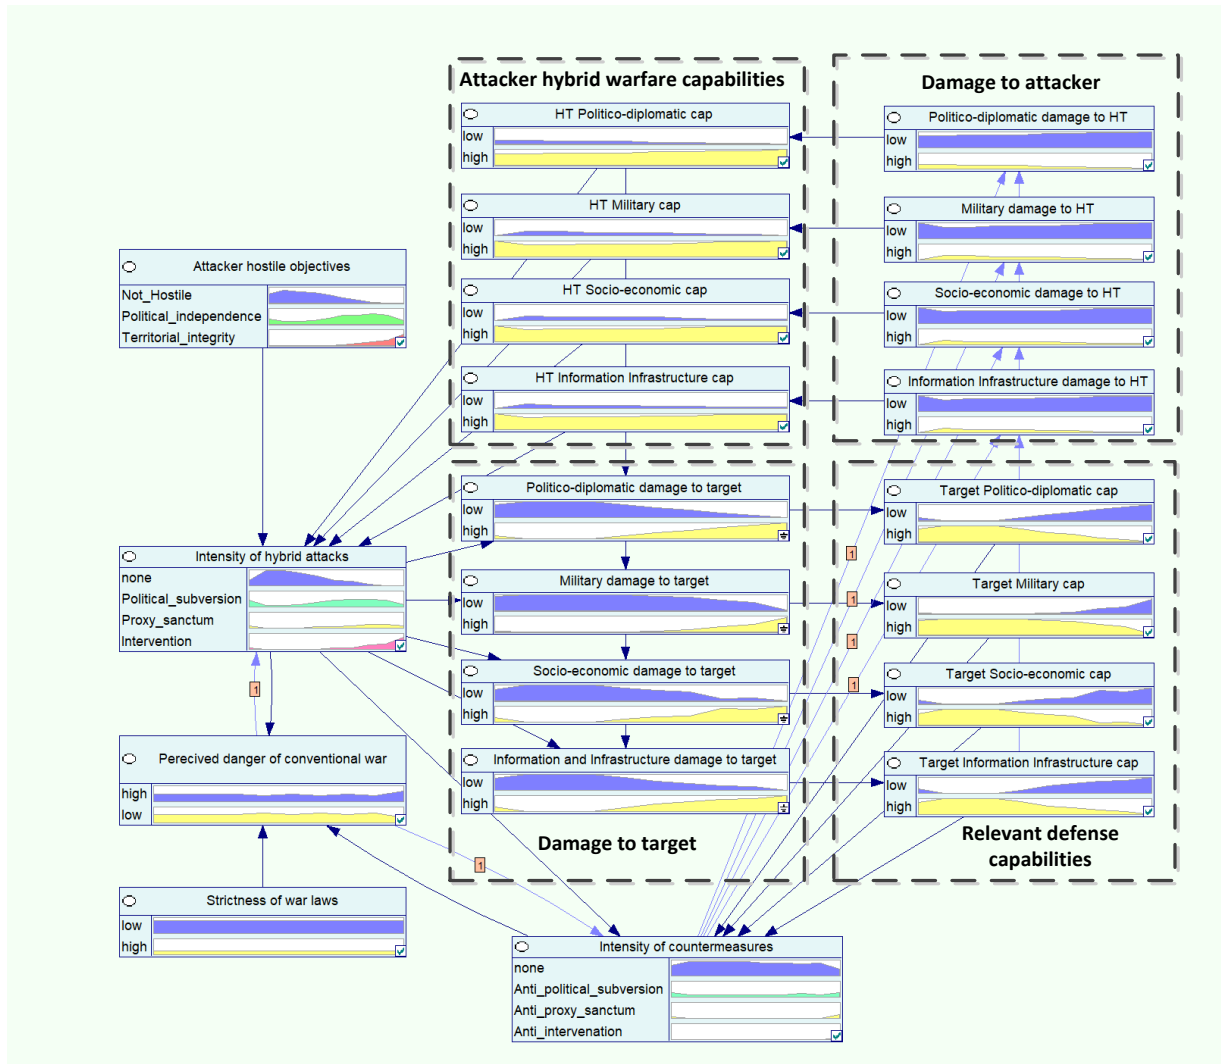 Attacker hybrid warfare capabilities
HT Politico-diplomatic cap
low
high
HT Military cap
low
high
HT Socio-economic cap
low
high
HT Information Infrastructure cap
low
high
Damage to attacker
Politico-diplomatic damage to HT
low
high
Military damage to HT
low
high
Socio-economic damage to HT
low
high
Information Infrastructure damage to HT
low
high
Attacker hostile objectives
Not_Hostile
Political_independence
Territorial_integrity
Politico-diplomatic damage to target
low
high
Military damage to target
low
high
Socio-economic damage to target
low
high
Information and Infrastructure damage to target
low
high
Damage to target
Target Politico-diplomatic cap
low
high
Target Military cap
low
high
Target Socio-economic cap
low
high
Target Information Infrastructure cap
low
high
Relevant defense
capabilities
1
1
1
1
Intensity of hybrid attacks
none
Political_subversion
Proxy_sanctum
Intervention
1
Percived danger of conventional war
high
low
1
Strictness of war laws
low
high
Intensity of countermeasures
none
Anti_political_subversion
Anti_proxy_sanctum
Anti_intervenation